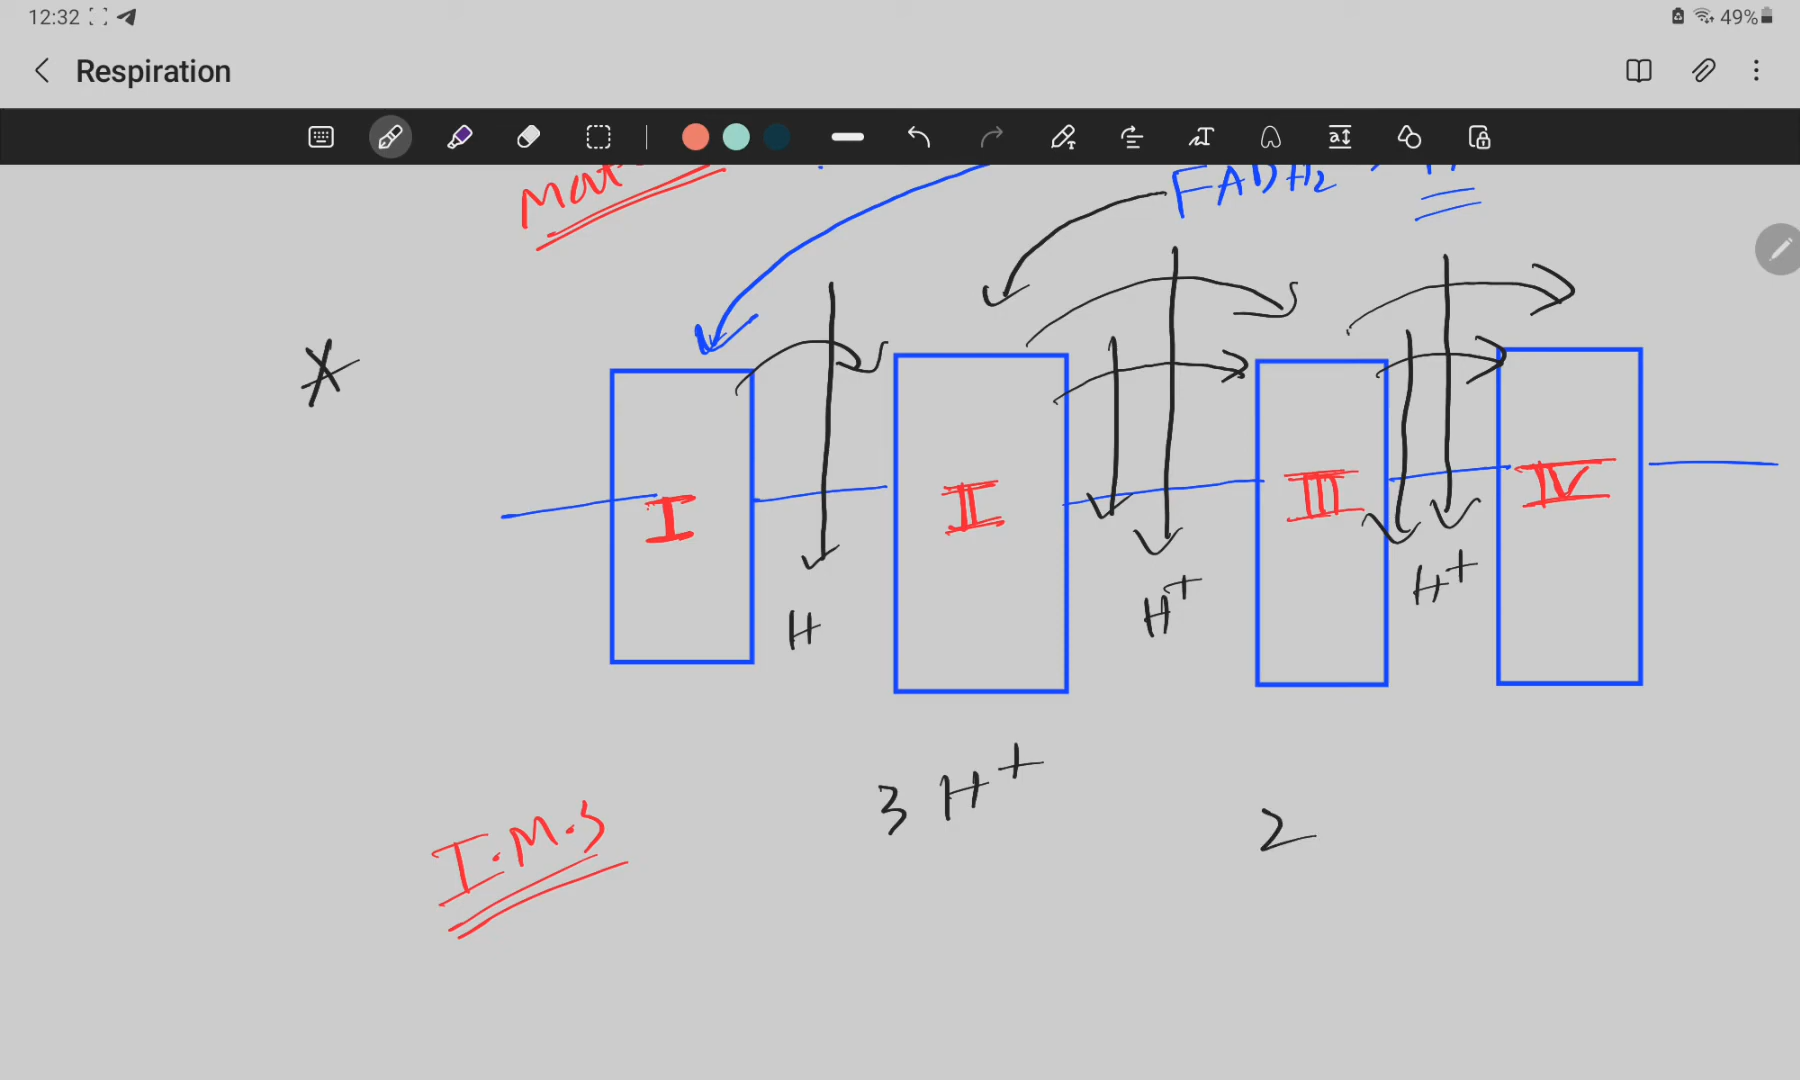 12:32 49%
Respiration
FADH2
I II III IV
H H+ H+
3 H+ 2
I.M.S